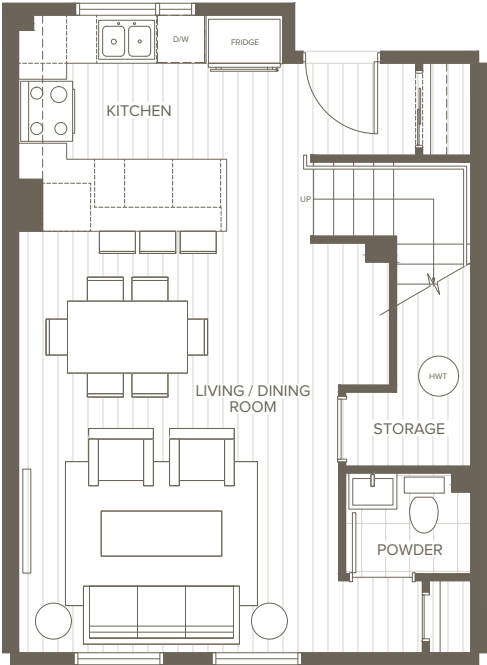 D/W
FRIDGE
KITCHEN
UP
HWT
LIVING / DINING
ROOM
STORAGE
POWDER